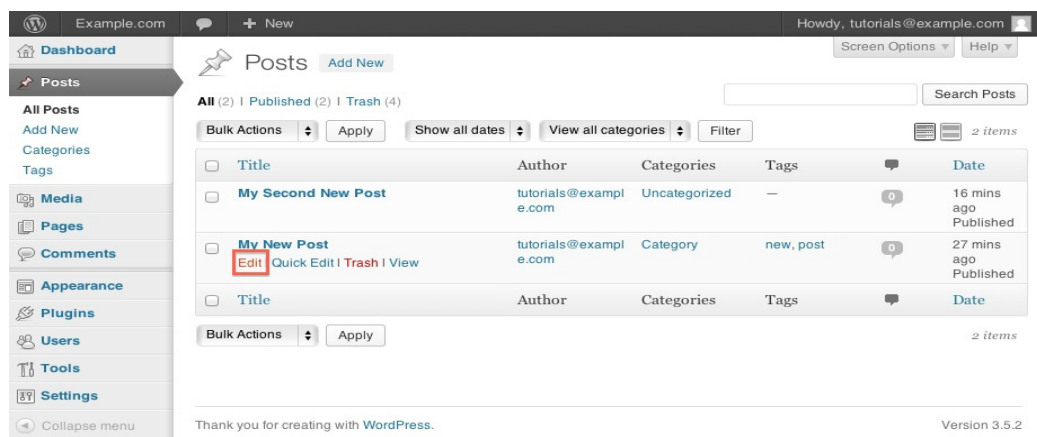 Example.com + New Howdy, tutorials@example.com
Screen Options Help
Dashboard
Posts
All Posts
Add New
Categories
Tags
Media
Pages
Comments
Appearance
Plugins
Users
Tools
Settings
Collapse menu
Posts Add New
All (2) | Published (2) | Trash (4)
Search Posts
Bulk Actions Apply Show all dates View all categories Filter 2 items
Title Author Categories Tags Date
My Second New Post tutorials@exampl Uncategorized — 0 16 mins
e.com ago
Published
My New Post tutorials@exampl Category new, post 0 27 mins
Edit Quick Edit | Trash | View e.com ago
Published
Title Author Categories Tags Date
Bulk Actions Apply 2 items
Thank you for creating with WordPress. Version 3.5.2